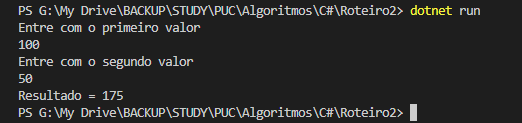 PS G:\My Drive\BACKUP\STUDY\PUC\Algoritmos\C#\Roteiro2> dotnet run
Entre com o primeiro valor
100
Entre com o segundo valor
50
Resultado = 175
PS G:\My Drive\BACKUP\STUDY\PUC\Algoritmos\C#\Roteiro2>